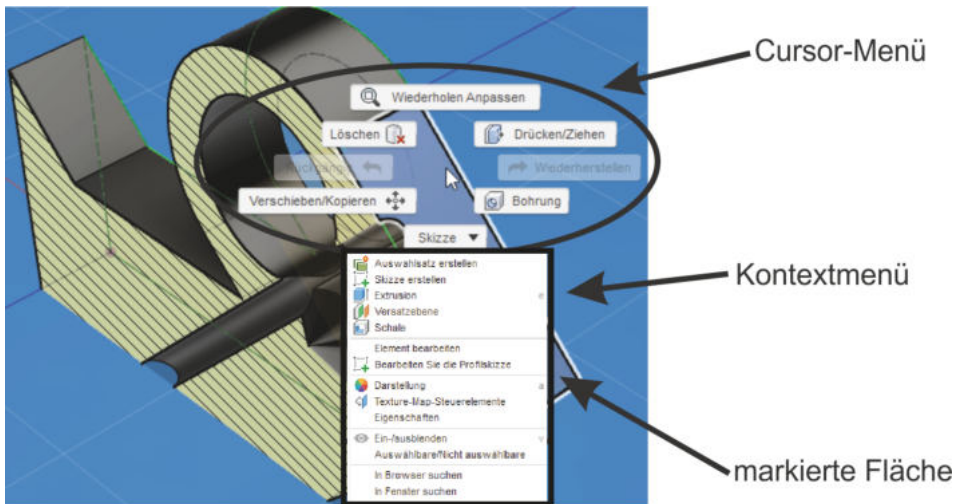 Cursor-Menü
Wiederholen Anpassen
Löschen
Drücken/Ziehen
Rückgängig
Wiederherstellen
Verschieben/Kopieren
Bohrung
Skizze
Auswahlsatz erstellen
Skizze erstellen
Extrusion e
Versatzebene
Schale
Kontextmenü
Element bearbeiten
Bearbeiten Sie die Profilskizze
Darstellung a
Texture-Map-Steuerelemente
Eigenschaften
Ein-/ausblenden v
Auswählbare/Nicht auswählbare
markierte Fläche
In Browser suchen
In Fenster suchen